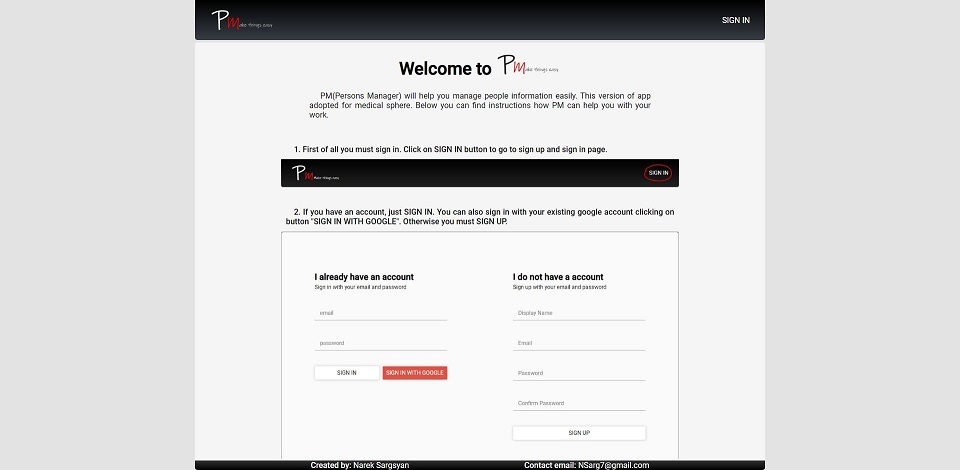 PMake things easy
SIGN IN
Welcome to PMake things easy
PM(Persons Manager) will help you manage people information easily. This version of app
adopted for medical sphere. Below you can find instructions how PM can help you with your
work.
1. First of all you must sign in. Click on SIGN IN button to go to sign up and sign in page.
PMake things easy
SIGN IN
2. If you have an account, just SIGN IN. You can also sign in with your existing google account clicking on
button "SIGN IN WITH GOOGLE". Otherwise you must SIGN UP.
I already have an account
Sign in with your email and password
email
password
SIGN IN
SIGN IN WITH GOOGLE
I do not have a account
Sign up with your email and password
Display Name
Email
Password
Confirm Password
SIGN UP
Created by: Narek Sargsyan
Contact email: NSarg7@gmail.com